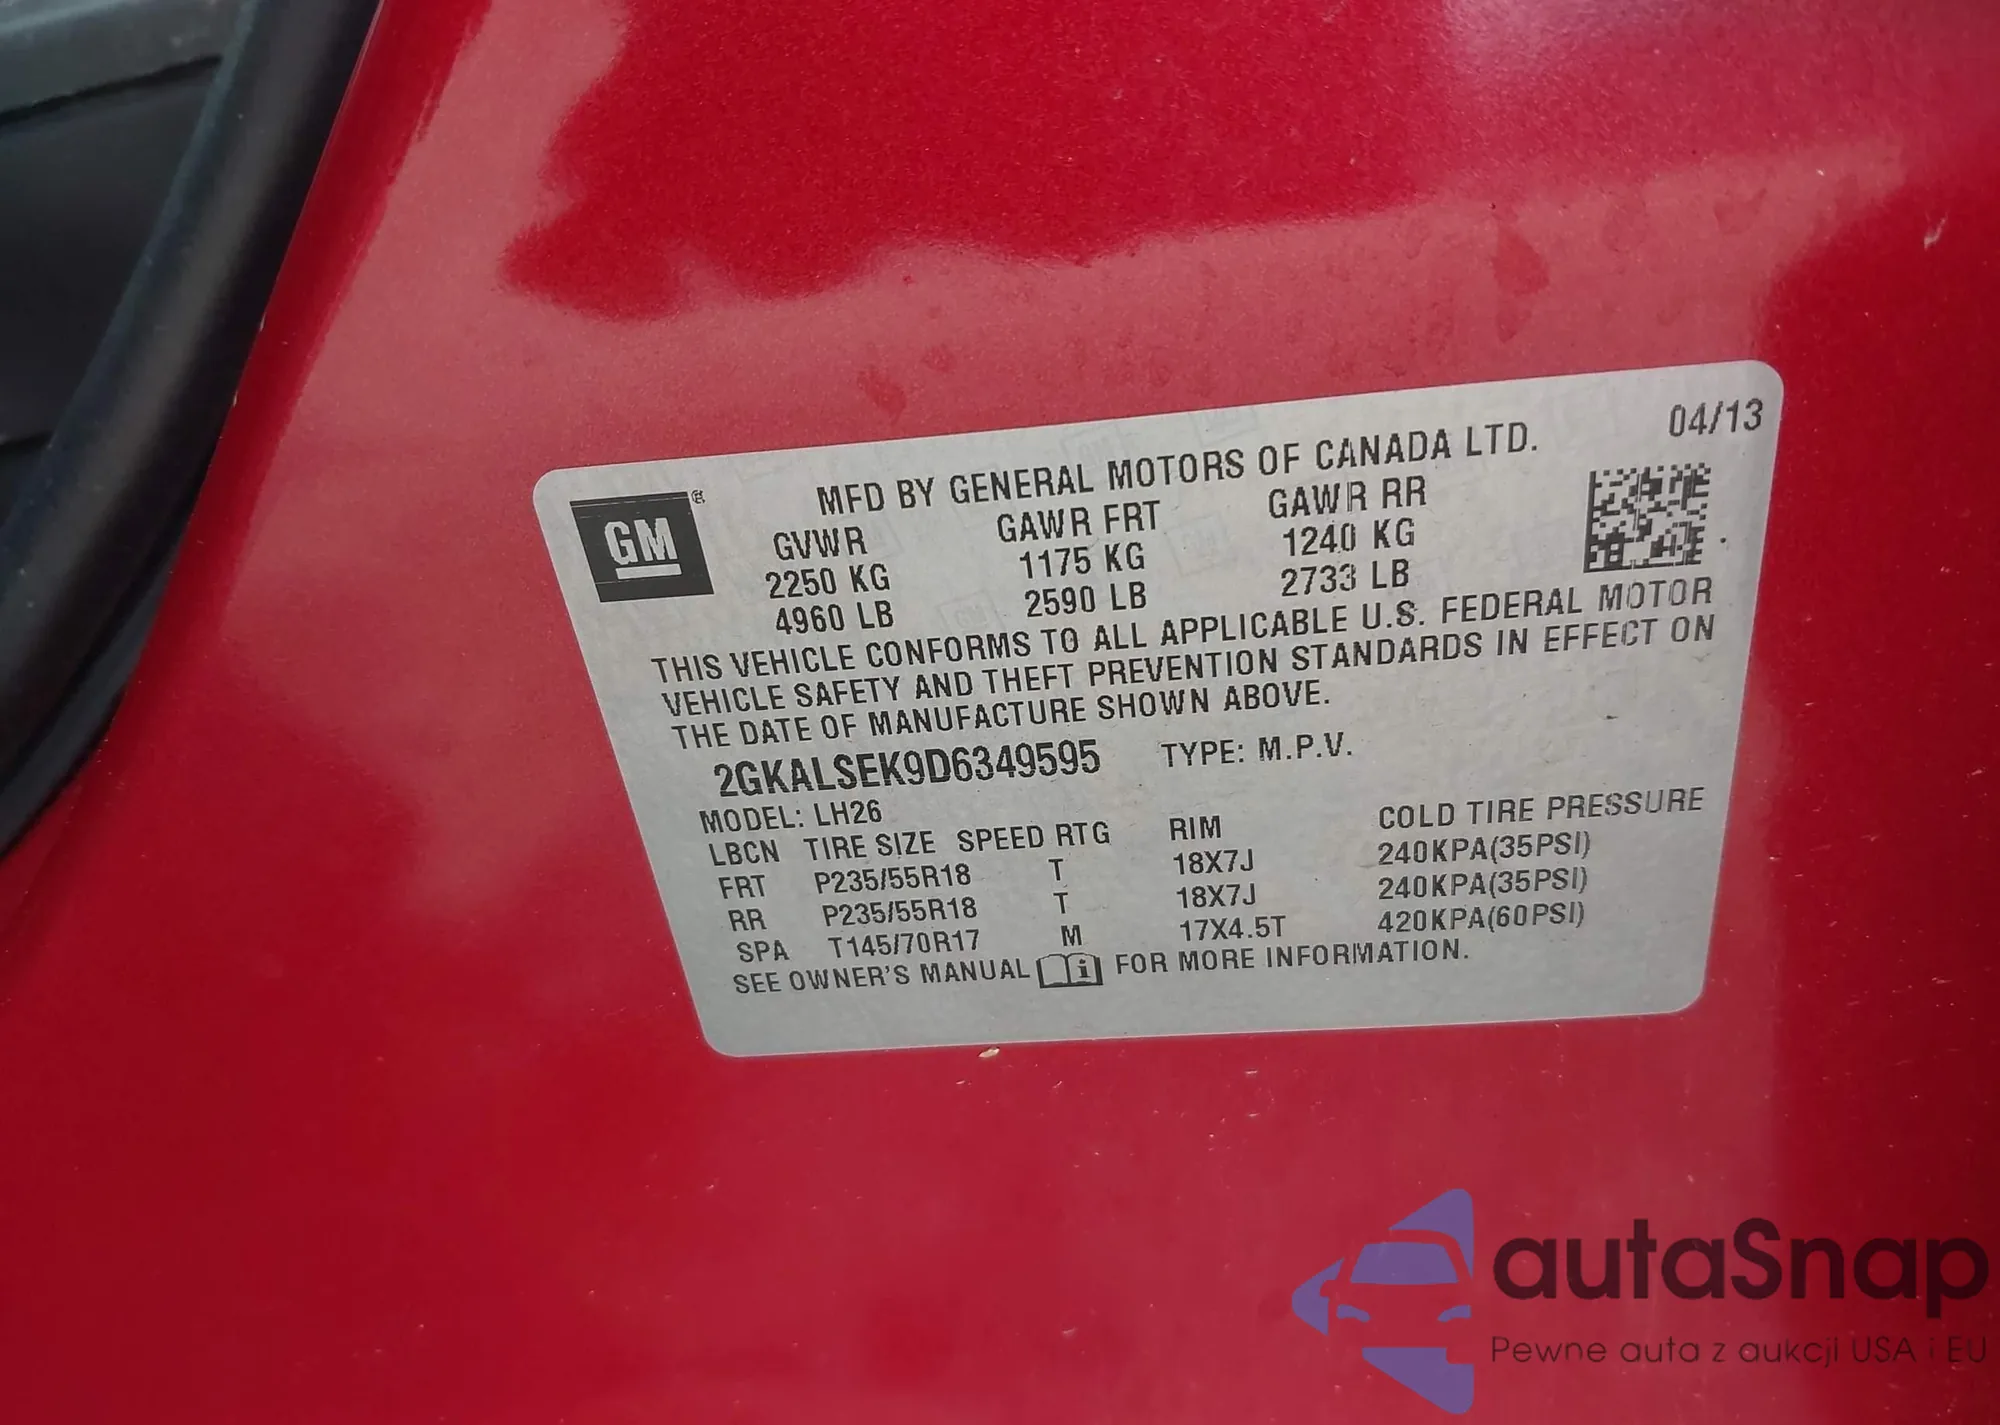 04/13
MFD BY GENERAL MOTORS OF CANADA LTD.
GM®
GVWR GAWR FRT GAWR RR
2250 KG 1175 KG 1240 KG
4960 LB 2590 LB 2733 LB
THIS VEHICLE CONFORMS TO ALL APPLICABLE U.S. FEDERAL MOTOR
VEHICLE SAFETY AND THEFT PREVENTION STANDARDS IN EFFECT ON
THE DATE OF MANUFACTURE SHOWN ABOVE.
2GKALSEK9D6349595 TYPE: M.P.V.
MODEL: LH26
LBCN TIRE SIZE SPEED RTG RIM COLD TIRE PRESSURE
FRT P235/55R18 T 18X7J 240KPA(35PSI)
RR P235/55R18 T 18X7J 240KPA(35PSI)
SPA T145/70R17 M 17X4.5T 420KPA(60PSI)
SEE OWNER'S MANUAL FOR MORE INFORMATION.
autaSnap
Pewne auta z aukcji USA i EU